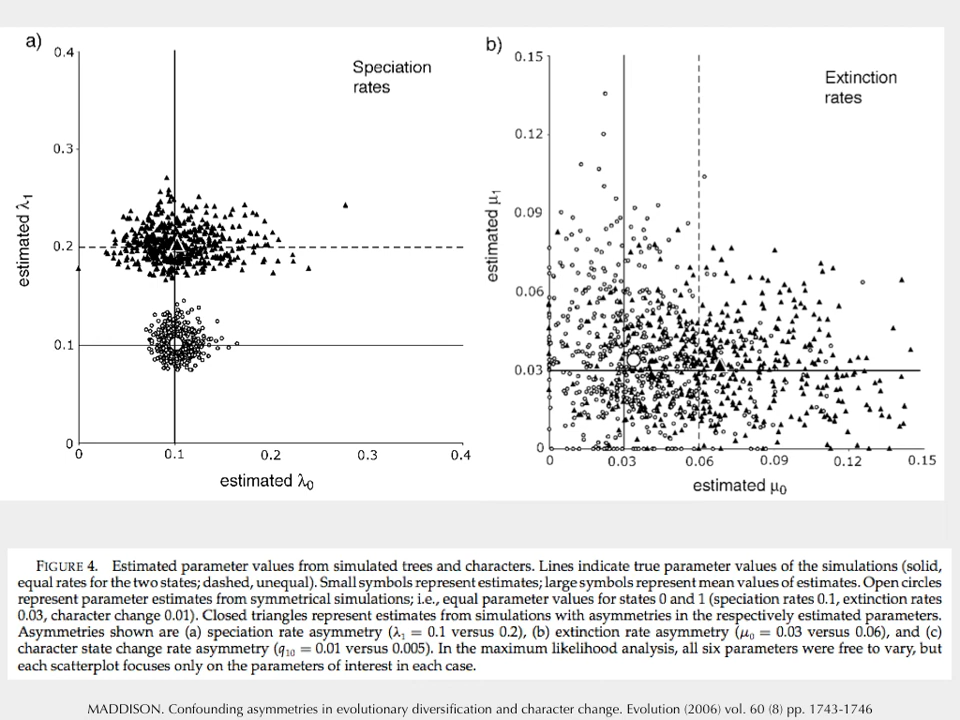 a)
0.4
0.3
0.2
0.1
0
0
0.1
0.2
0.3
0.4
Speciation
rates
estimated λ1
estimated λ0
b)
0.15
0.12
0.09
0.06
0.03
0
0
0.03
0.06
0.09
0.12
0.15
Extinction
rates
estimated μ1
estimated μ0
FIGURE 4. Estimated parameter values from simulated trees and characters. Lines indicate true parameter values of the simulations (solid,
equal rates for the two states; dashed, unequal). Small symbols represent estimates; large symbols represent mean values of estimates. Open circles
represent parameter estimates from symmetrical simulations; i.e., equal parameter values for states 0 and 1 (speciation rates 0.1, extinction rates
0.03, character change 0.01). Closed triangles represent estimates from simulations with asymmetries in the respectively estimated parameters.
Asymmetries shown are (a) speciation rate asymmetry (λ1 = 0.1 versus 0.2), (b) extinction rate asymmetry (μ0 = 0.03 versus 0.06), and (c)
character state change rate asymmetry (q10 = 0.01 versus 0.005). In the maximum likelihood analysis, all six parameters were free to vary, but
each scatterplot focuses only on the parameters of interest in each case.
MADDISON. Confounding asymmetries in evolutionary diversification and character change. Evolution (2006) vol. 60 (8) pp. 1743-1746